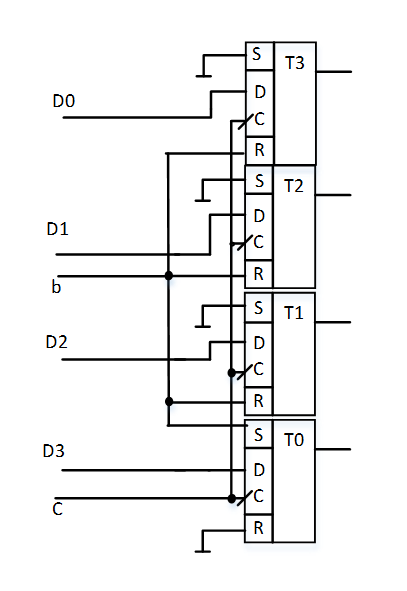 S T3
D0 D
C
R
S T2
D1 D
C
b R
S T1
D2 D
C
R
S T0
D3 D
C C
R